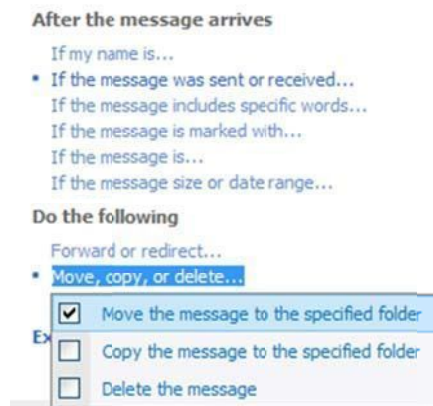 After the message arrives
If my name is...
If the message was sent or received...
If the message includes specific words...
If the message is marked with...
If the message is...
If the message size or date range...
Do the following
Forward or redirect...
Move, copy, or delete...
Move the message to the specified folder
Ex
Copy the message to the specified folder
Delete the message